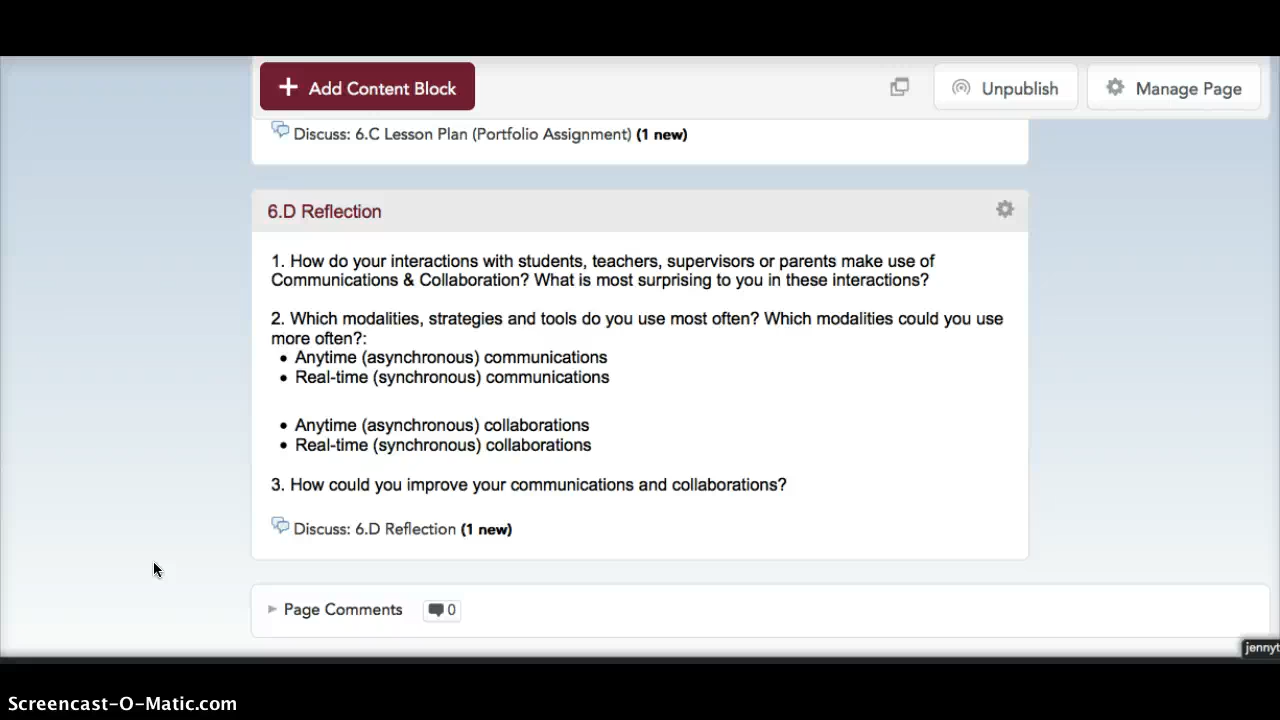 Add Content Block
Unpublish
Manage Page
Discuss: 6.C Lesson Plan (Portfolio Assignment) (1 new)
6.D Reflection
1. How do your interactions with students, teachers, supervisors or parents make use of
Communications & Collaboration? What is most surprising to you in these interactions?
2. Which modalities, strategies and tools do you use most often? Which modalities could you use
more often?:
• Anytime (asynchronous) communications
• Real-time (synchronous) communications
• Anytime (asynchronous) collaborations
• Real-time (synchronous) collaborations
3. How could you improve your communications and collaborations?
Discuss: 6.D Reflection (1 new)
Page Comments 0
jennyt
Screencast-O-Matic.com